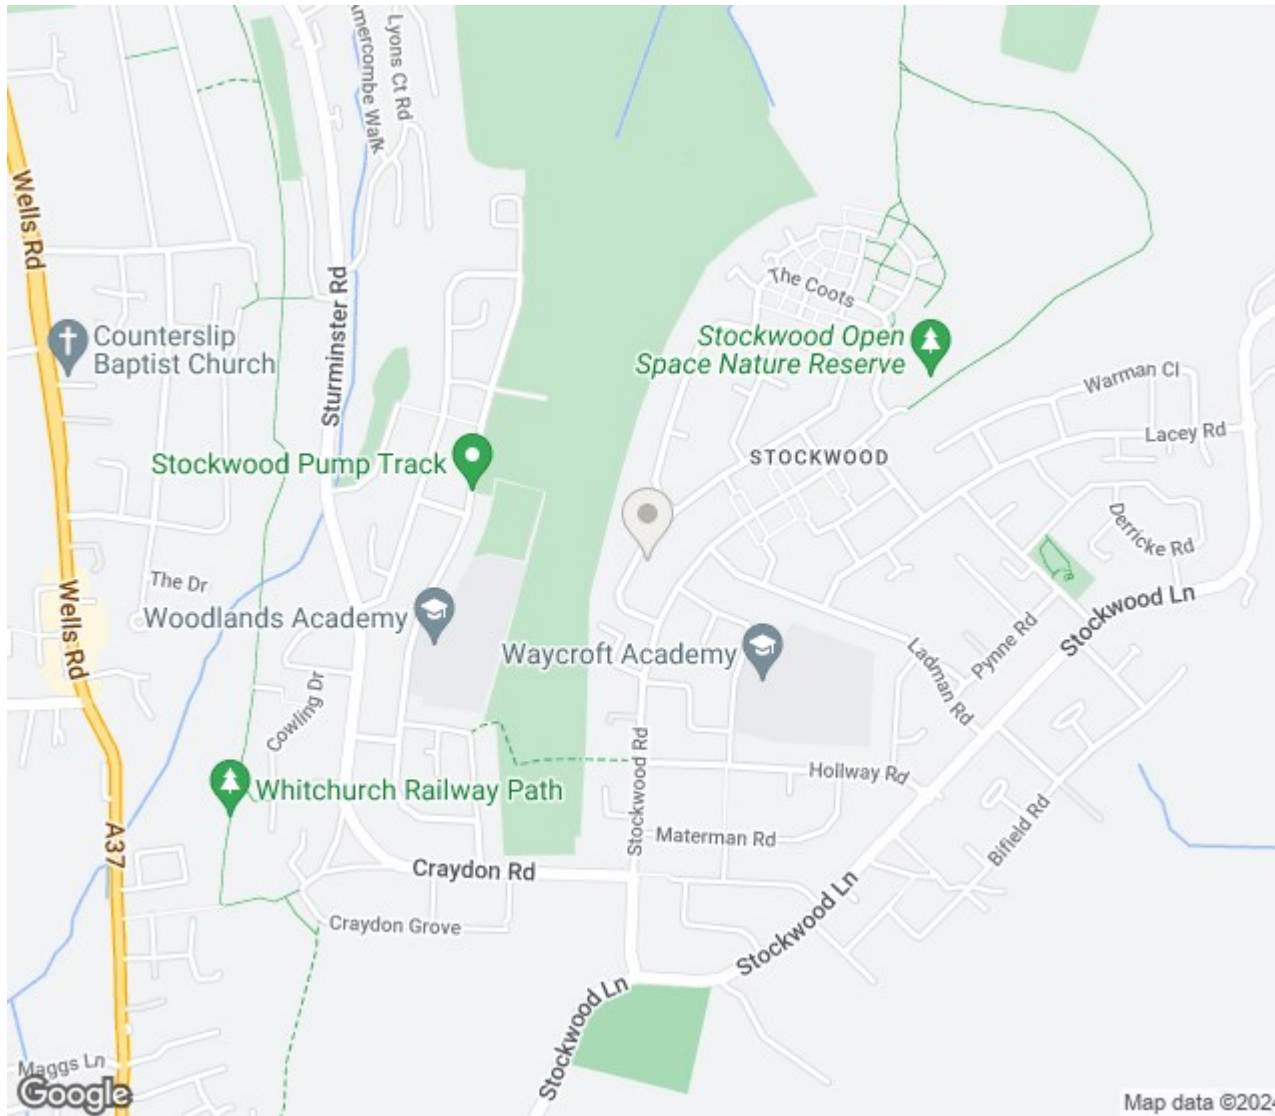 Amercombe Walk
Lyons Ct Rd
Wells Rd
Sturminster Rd
The Coots
Counterslip
Baptist Church
Stockwood Open
Space Nature Reserve
Warman Cl
Lacey Rd
STOCKWOOD
Stockwood Pump Track
Derricke Rd
The Dr
Wells Rd
Woodlands Academy
Waycroft Academy
Stockwood Ln
Pynne Rd
Ladman Rd
Cowling Dr
Whitchurch Railway Path
Stockwood Rd
Hollway Rd
Materman Rd
Bifield Rd
A37
Craydon Rd
Craydon Grove
Stockwood Ln
Stockwood Ln
Maggs Ln
Google
Map data ©2024